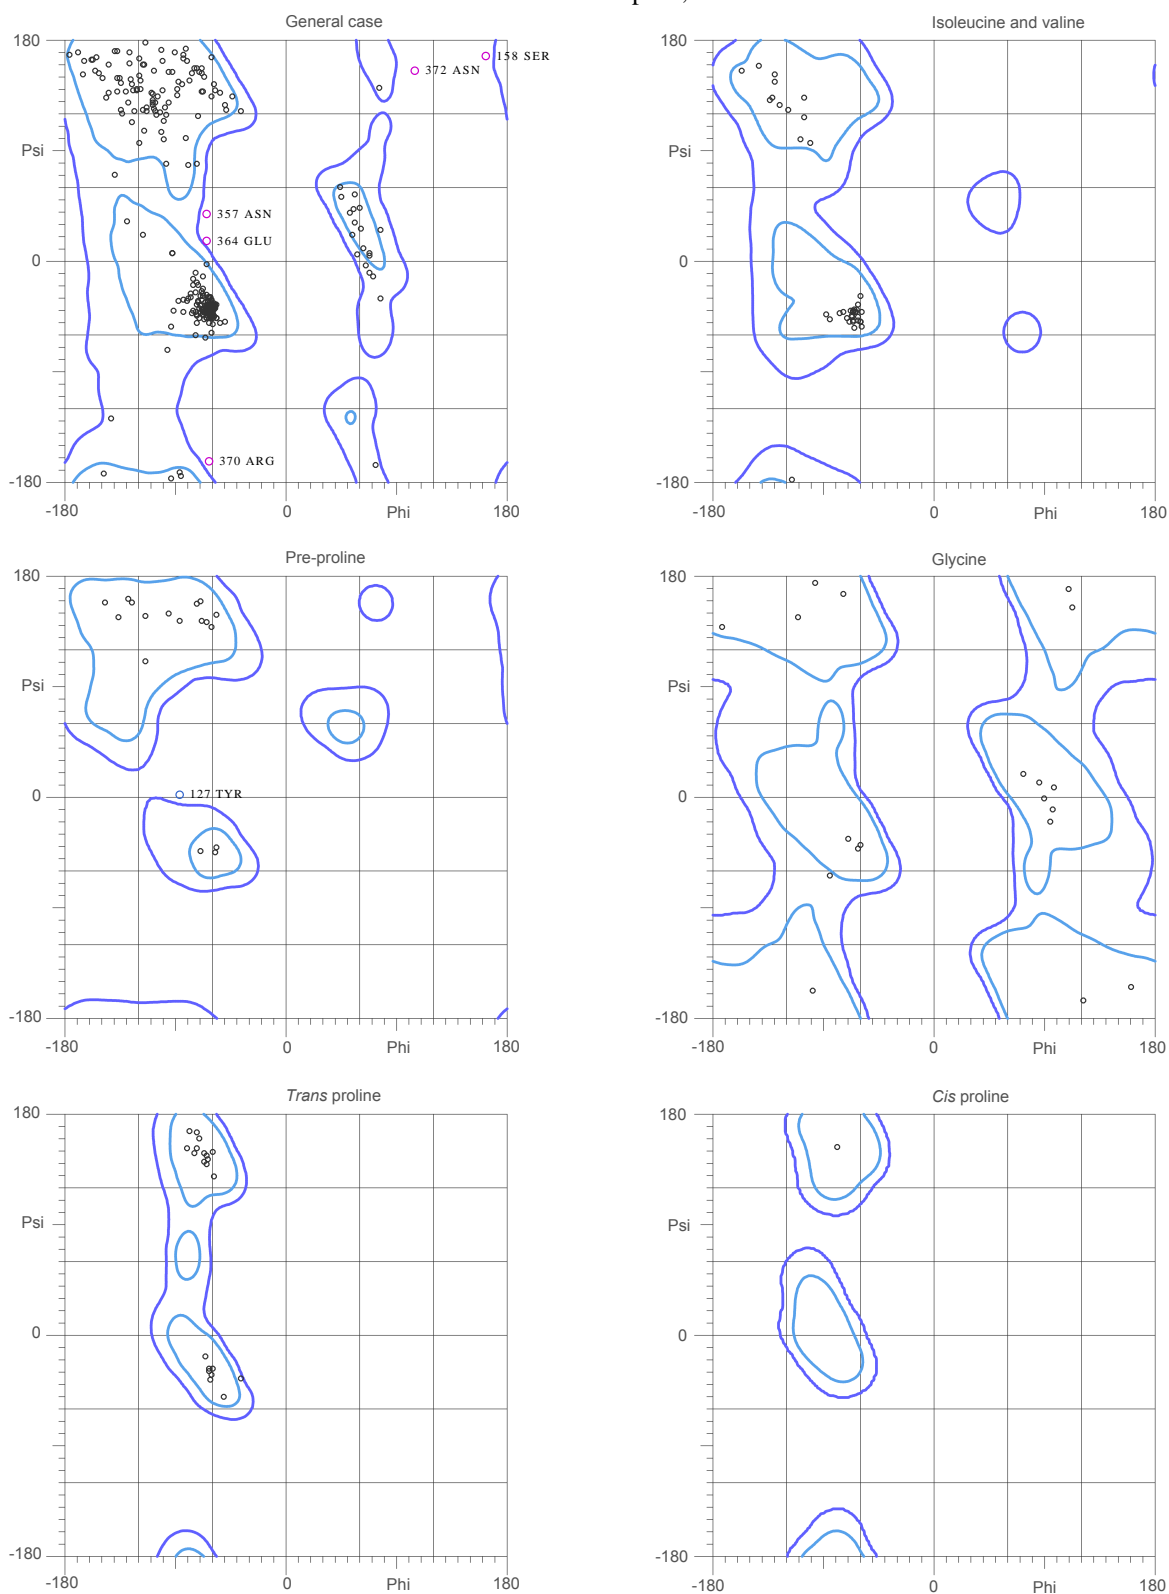 General case
180
Psi
0
-180
-180
0
Phi
180
158 SER
372 ASN
357 ASN
364 GLU
370 ARG
Isoleucine and valine
180
Psi
0
-180
-180
0
Phi
180
Pre-proline
180
Psi
0
-180
-180
0
Phi
180
127 TYR
Glycine
180
Psi
0
-180
-180
0
Phi
180
Trans proline
180
Psi
0
-180
-180
0
Phi
180
Cis proline
180
Psi
0
-180
-180
0
Phi
180